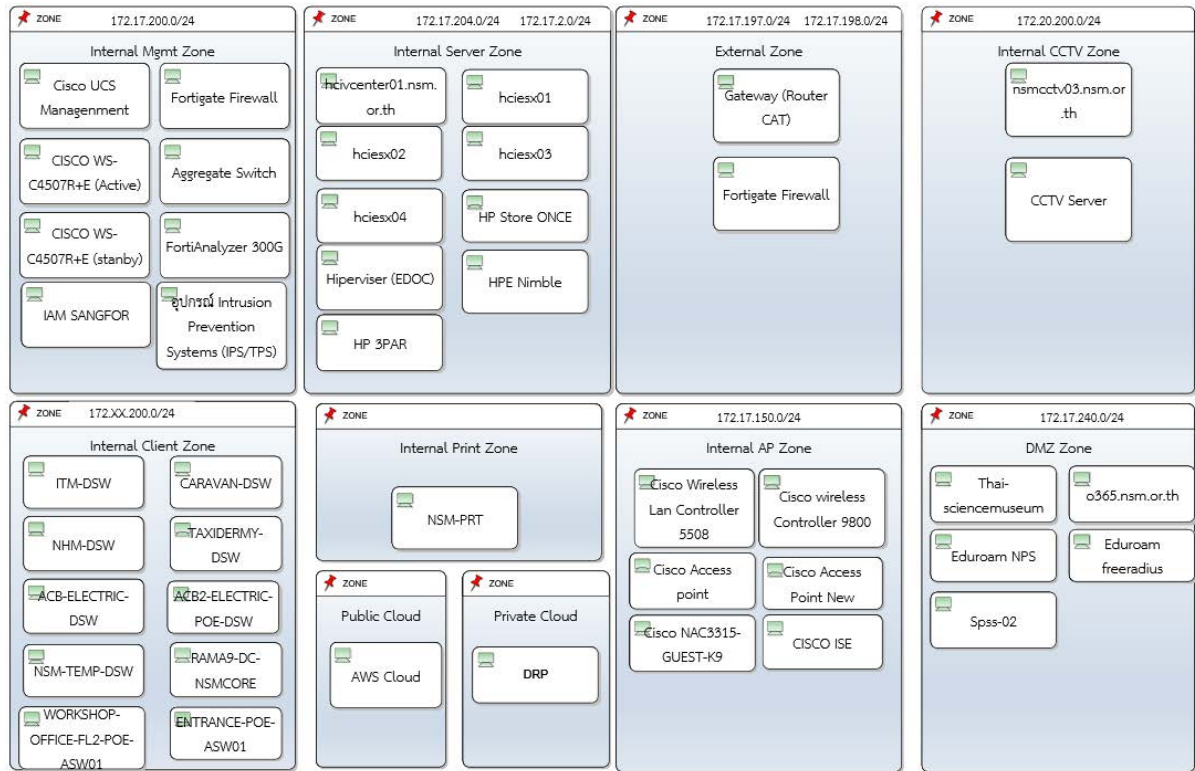 ZONE 172.17.200.0/24
Internal Mgmt Zone
Cisco UCS
Managenment
Fortigate Firewall
CISCO WS-
C4507R+E (Active)
Aggregate Switch
CISCO WS-
C4507R+E (stanby)
FortiAnalyzer 300G
IAM SANGFOR
อุปกรณ์ Intrusion
Prevention
Systems (IPS/TPS)
ZONE 172.17.204.0/24 172.17.2.0/24
Internal Server Zone
hcivcenter01.nsm.
or.th
hciesx01
hciesx02
hciesx03
hciesx04
HP Store ONCE
Hiperviser (EDOC)
HPE Nimble
HP 3PAR
ZONE 172.17.197.0/24 172.17.198.0/24
External Zone
Gateway (Router
CAT)
Fortigate Firewall
ZONE 172.20.200.0/24
Internal CCTV Zone
nsmcctv03.nsm.or
.th
CCTV Server
ZONE 172.XX.200.0/24
Internal Client Zone
ITM-DSW
CARAVAN-DSW
NHM-DSW
TAXIDERMY-
DSW
ACB-ELECTRIC-
DSW
ACB2-ELECTRIC-
POE-DSW
NSM-TEMP-DSW
RAMA9-DC-
NSMCORE
WORKSHOP-
OFFICE-FL2-POE-
ASW01
ENTRANCE-POE-
ASW01
ZONE
Internal Print Zone
NSM-PRT
ZONE
Public Cloud
AWS Cloud
ZONE
Private Cloud
DRP
ZONE 172.17.150.0/24
Internal AP Zone
Cisco Wireless
Lan Controller
5508
Cisco wireless
Controller 9800
Cisco Access
point
Cisco Access
Point New
Cisco NAC3315-
GUEST-K9
CISCO ISE
ZONE 172.17.240.0/24
DMZ Zone
Thai-
sciencemuseum
o365.nsm.or.th
Eduroam NPS
Eduroam
freeradius
Spss-02